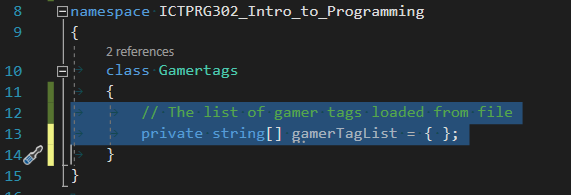 8 namespace ICTPRG302_Intro_to_Programming
9 {
2 references
10 class Gamertags
11 {
12 // The list of gamer tags loaded from file
13 private string[] gamerTagList = { };
14 }
15 }